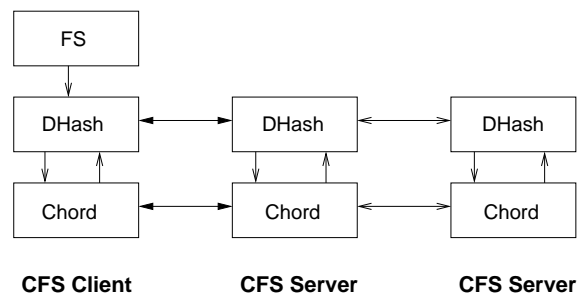 FS
DHash DHash DHash
Chord Chord Chord
CFS Client CFS Server CFS Server